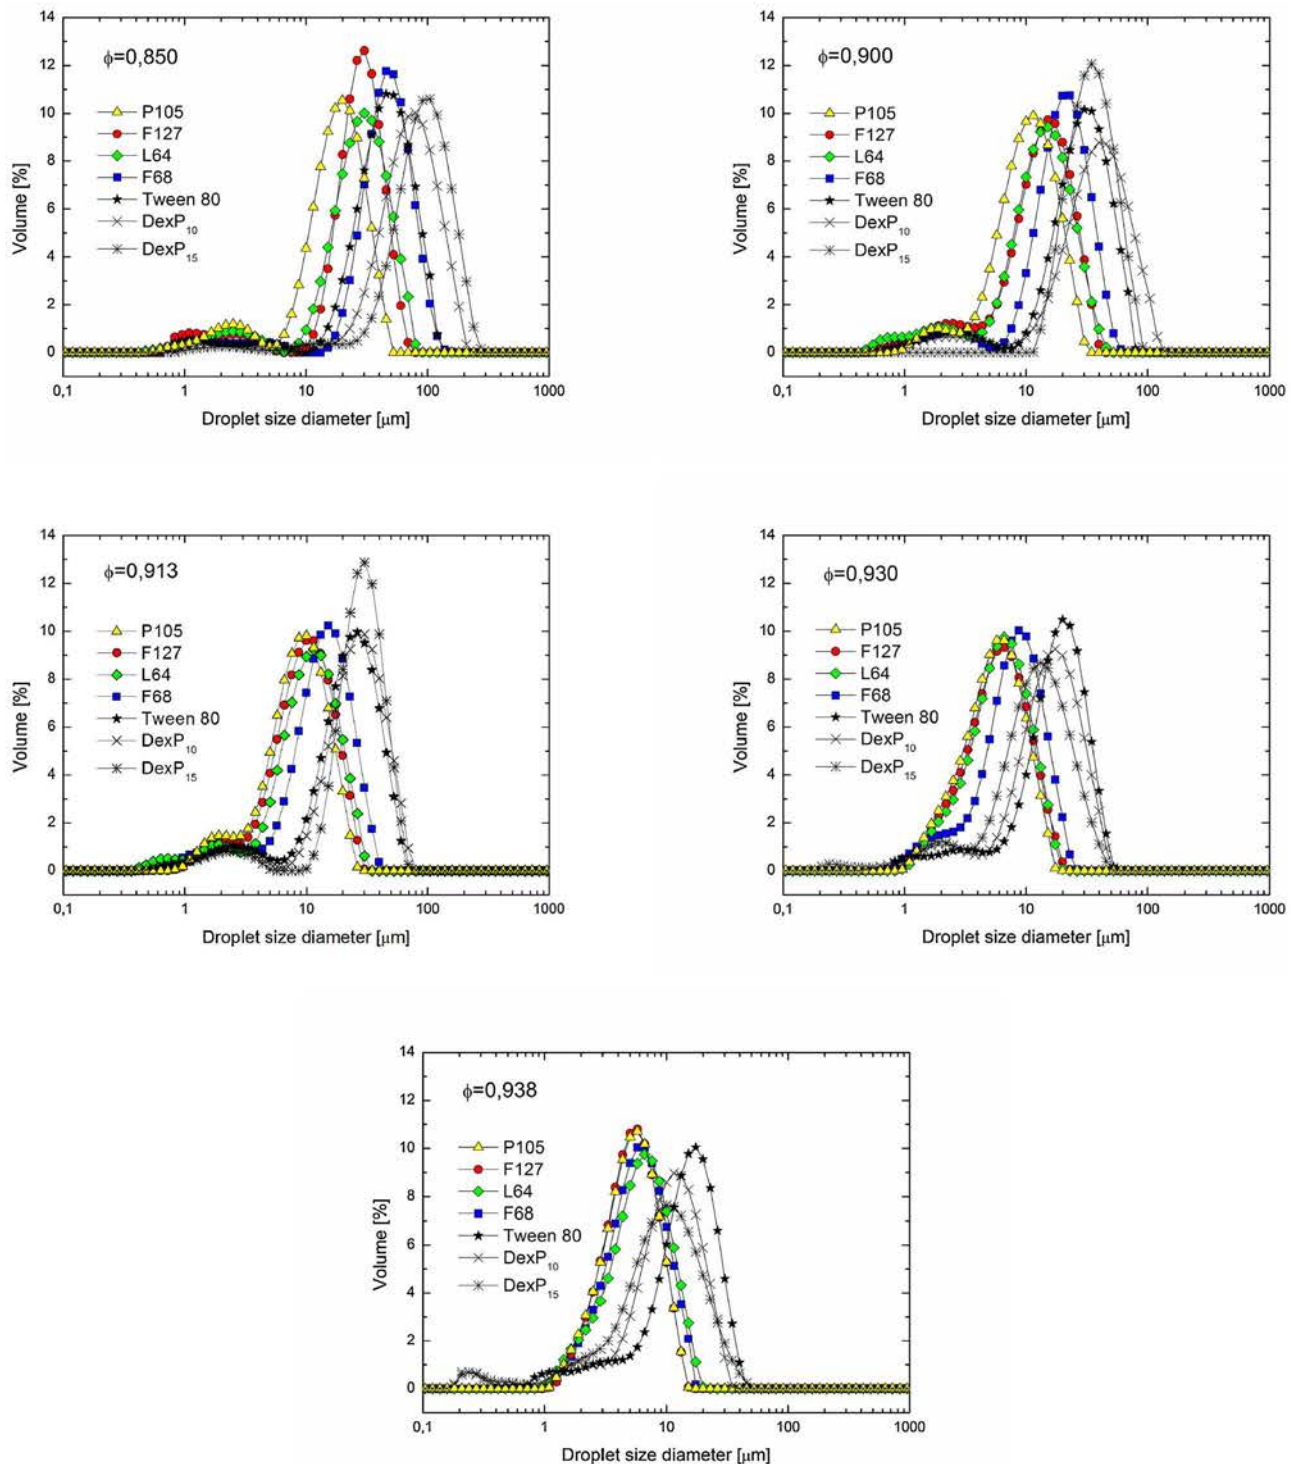 14
12
10
8
6
4
2
0
Volume [%]
ϕ=0,850
P105
F127
L64
F68
Tween 80
DexP10
DexP15
0,1 1 10 100 1000
Droplet size diameter [μm]
14
12
10
8
6
4
2
0
Volume [%]
ϕ=0,900
P105
F127
L64
F68
Tween 80
DexP10
DexP15
0,1 1 10 100 1000
Droplet size diameter [μm]
14
12
10
8
6
4
2
0
Volume [%]
ϕ=0,913
P105
F127
L64
F68
Tween 80
DexP10
DexP15
0,1 1 10 100 1000
Droplet size diameter [μm]
14
12
10
8
6
4
2
0
Volume [%]
ϕ=0,930
P105
F127
L64
F68
Tween 80
DexP10
DexP15
0,1 1 10 100 1000
Droplet size diameter [μm]
14
12
10
8
6
4
2
0
Volume [%]
ϕ=0,938
P105
F127
L64
F68
Tween 80
DexP10
DexP15
0,1 1 10 100 1000
Droplet size diameter [μm]